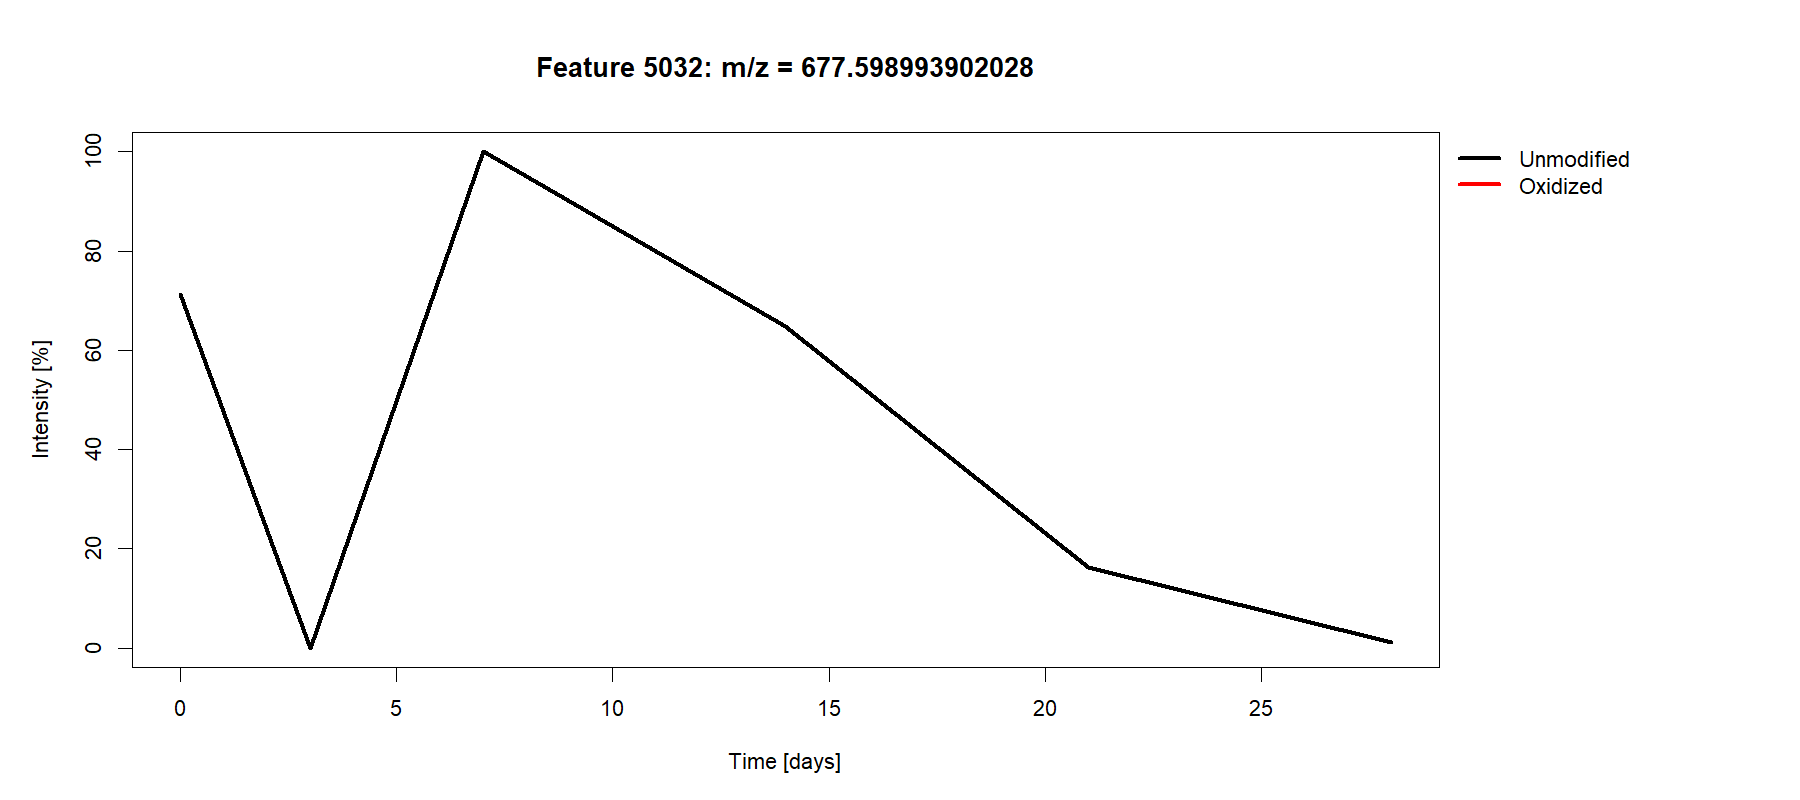 Feature 5032: m/z = 677.598993902028
Unmodified
Oxidized
Intensity [%]
100
80
60
40
20
0
0 5 10 15 20 25
Time [days]